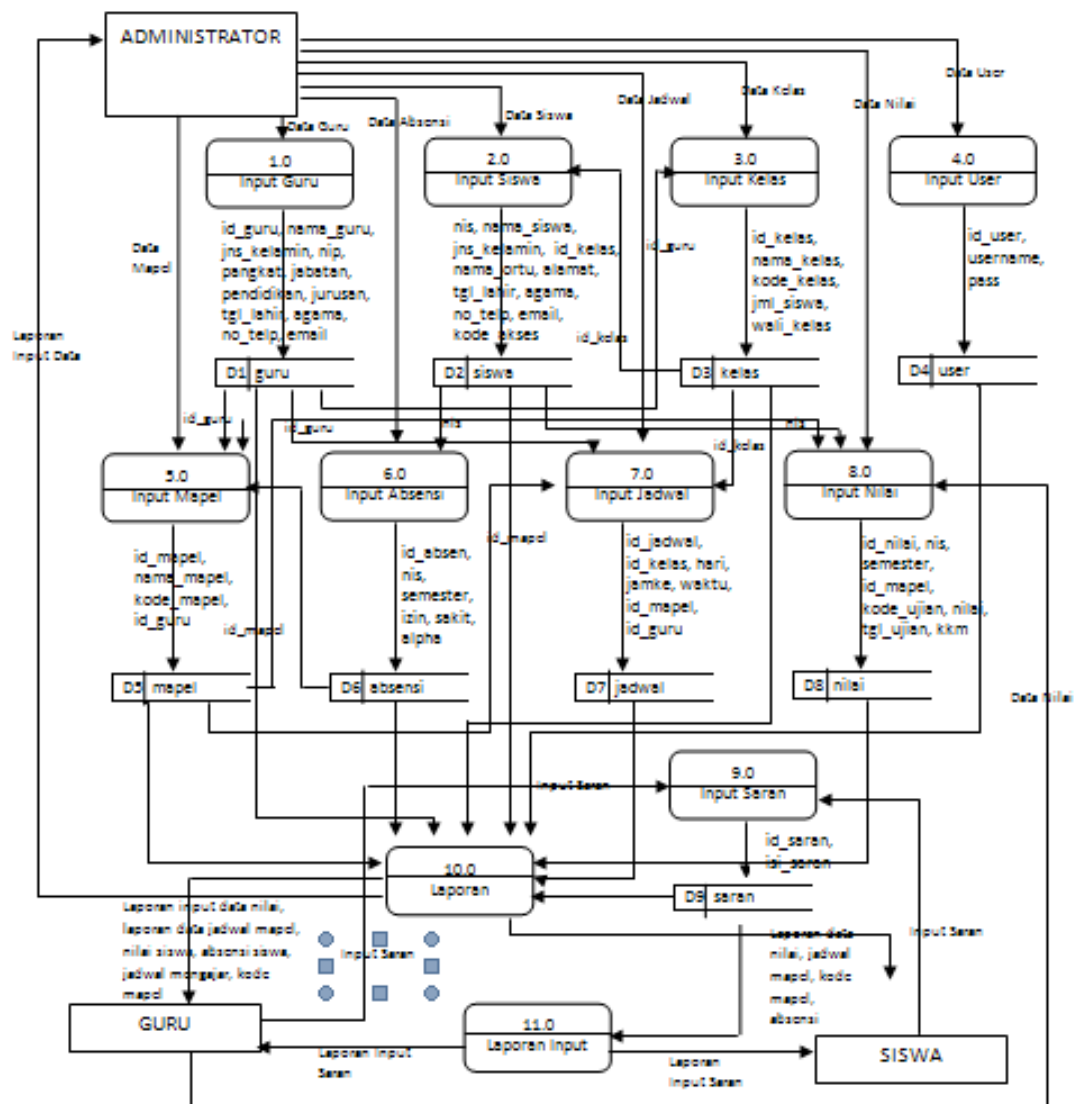 ADMINISTRATOR
Data User
Data Kelas
Data Jadwal
Data Nilai
Data Siswa
Data Absensi
Data Guru
1.0
Input Guru
2.0
Input Siswa
3.0
Input Kelas
4.0
Input User
Data
Mapel
id_guru, nama_guru,
jns_kelamin, nip,
pangkat, jabatan,
pendidikan, jurusan,
tgl_lahir, agama,
no_telp, email
nis, nama_siswa,
jns_kelamin, id_kelas,
nama_ortu, alamat,
tgl_lahir, agama,
no_telp, email,
kode_akses
id_guru
id_kelas
id_kelas,
nama_kelas,
kode_kelas,
jml_siswa,
wali_kelas
id_user,
username,
pass
Laporan
Input Data
D1 guru
D2 siswa
D3 kelas
D4 user
id_guru
id_guru
nis
id_kelas
nis
5.0
Input Mapel
6.0
Input Absensi
7.0
Input Jadwal
8.0
Input Nilai
id_mapel,
nama_mapel,
kode_mapel,
id_guru
id_mapel
id_absen,
nis,
semester,
izin, sakit,
alpha
id_mapel
id_jadwal,
id_kelas, hari,
jamke, waktu,
id_mapel,
id_guru
id_nilai, nis,
semester,
id_mapel,
kode_ujian, nilai,
tgl_ujian, kkm
D5 mapel
D6 absensi
D7 jadwal
D8 nilai
Data Nilai
9.0
Input Saran
Input Saran
id_saran,
isi_saran
10.0
Laporan
D9 saran
Laporan input data nilai,
laporan data jadwal mapel,
nilai siswa, absensi siswa,
jadwal mengajar, kode
mapel
Input Saran
Laporan data
nilai, jadwal
mapel, kode
mapel,
absensi
Input Saran
GURU
11.0
Laporan Input
SISWA
Laporan Input
Saran
Laporan
Input Saran